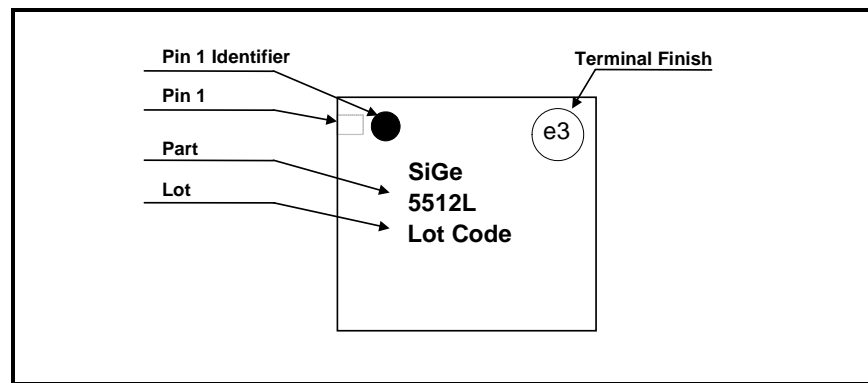 Pin 1 Identifier
Terminal Finish
Pin 1
e3
Part
SiGe
Lot
5512L
Lot Code